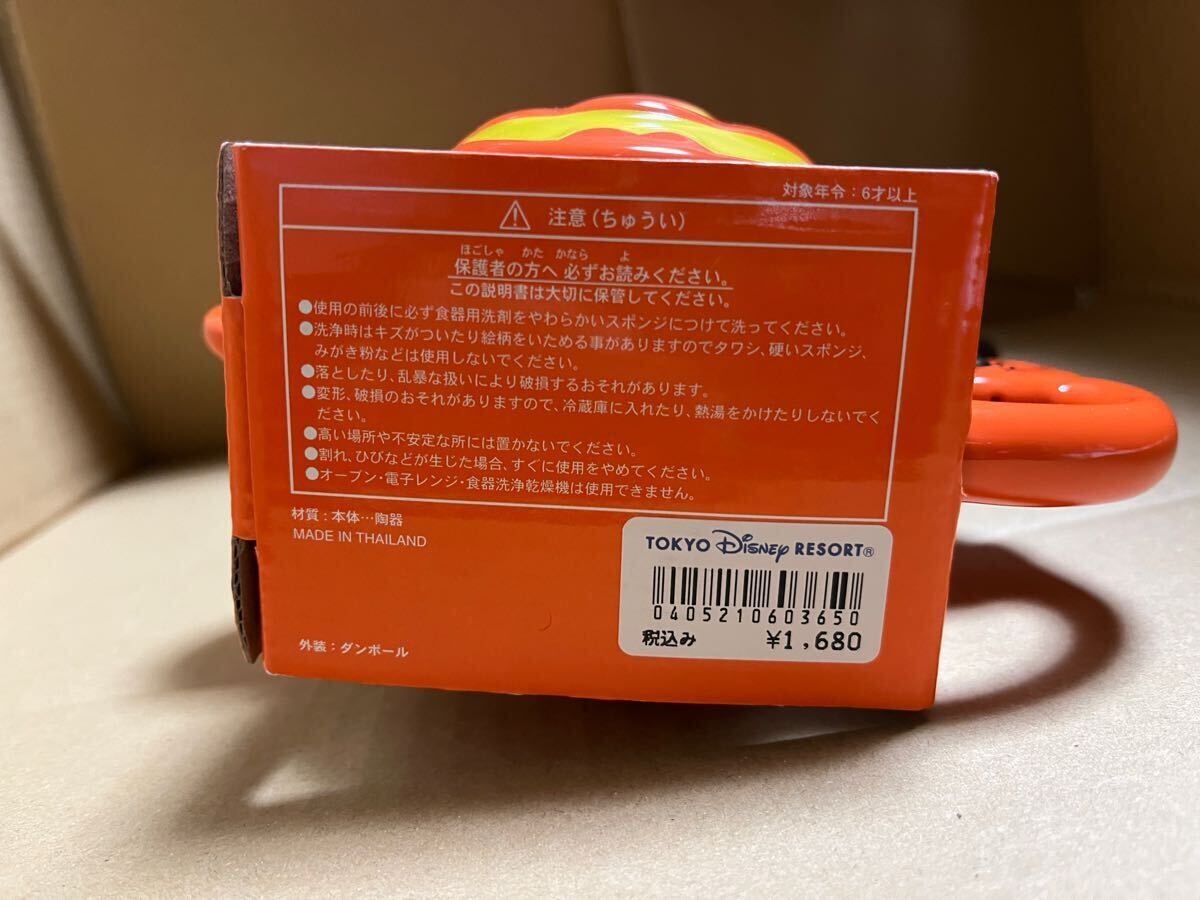 対象年令：6才以上
注意（ちゅうい）
ほごしゃ かた かなら よ
保護者の方へ 必ずお読みください。
この説明書は大切に保管してください。
●使用の前後に必ず食器用洗剤をやわらかいスポンジにつけて洗ってください。
●洗浄時はキズがついたり絵柄をいためる事がありますのでタワシ、硬いスポンジ、
みがき粉などは使用しないでください。
●落としたり、乱暴な扱いにより破損するおそれがあります。
●変形、破損のおそれがありますので、冷蔵庫に入れたり、熱湯をかけたりしないでく
ださい。
●高い場所や不安定な所には置かないでください。
●割れ、ひびなどが生じた場合、すぐに使用をやめてください。
●オーブン・電子レンジ・食器洗浄乾燥機は使用できません。
材質：本体…陶器
MADE IN THAILAND
外装：ダンボール
TOKYO Disney RESORT®
0405210603650
税込み ¥1,680